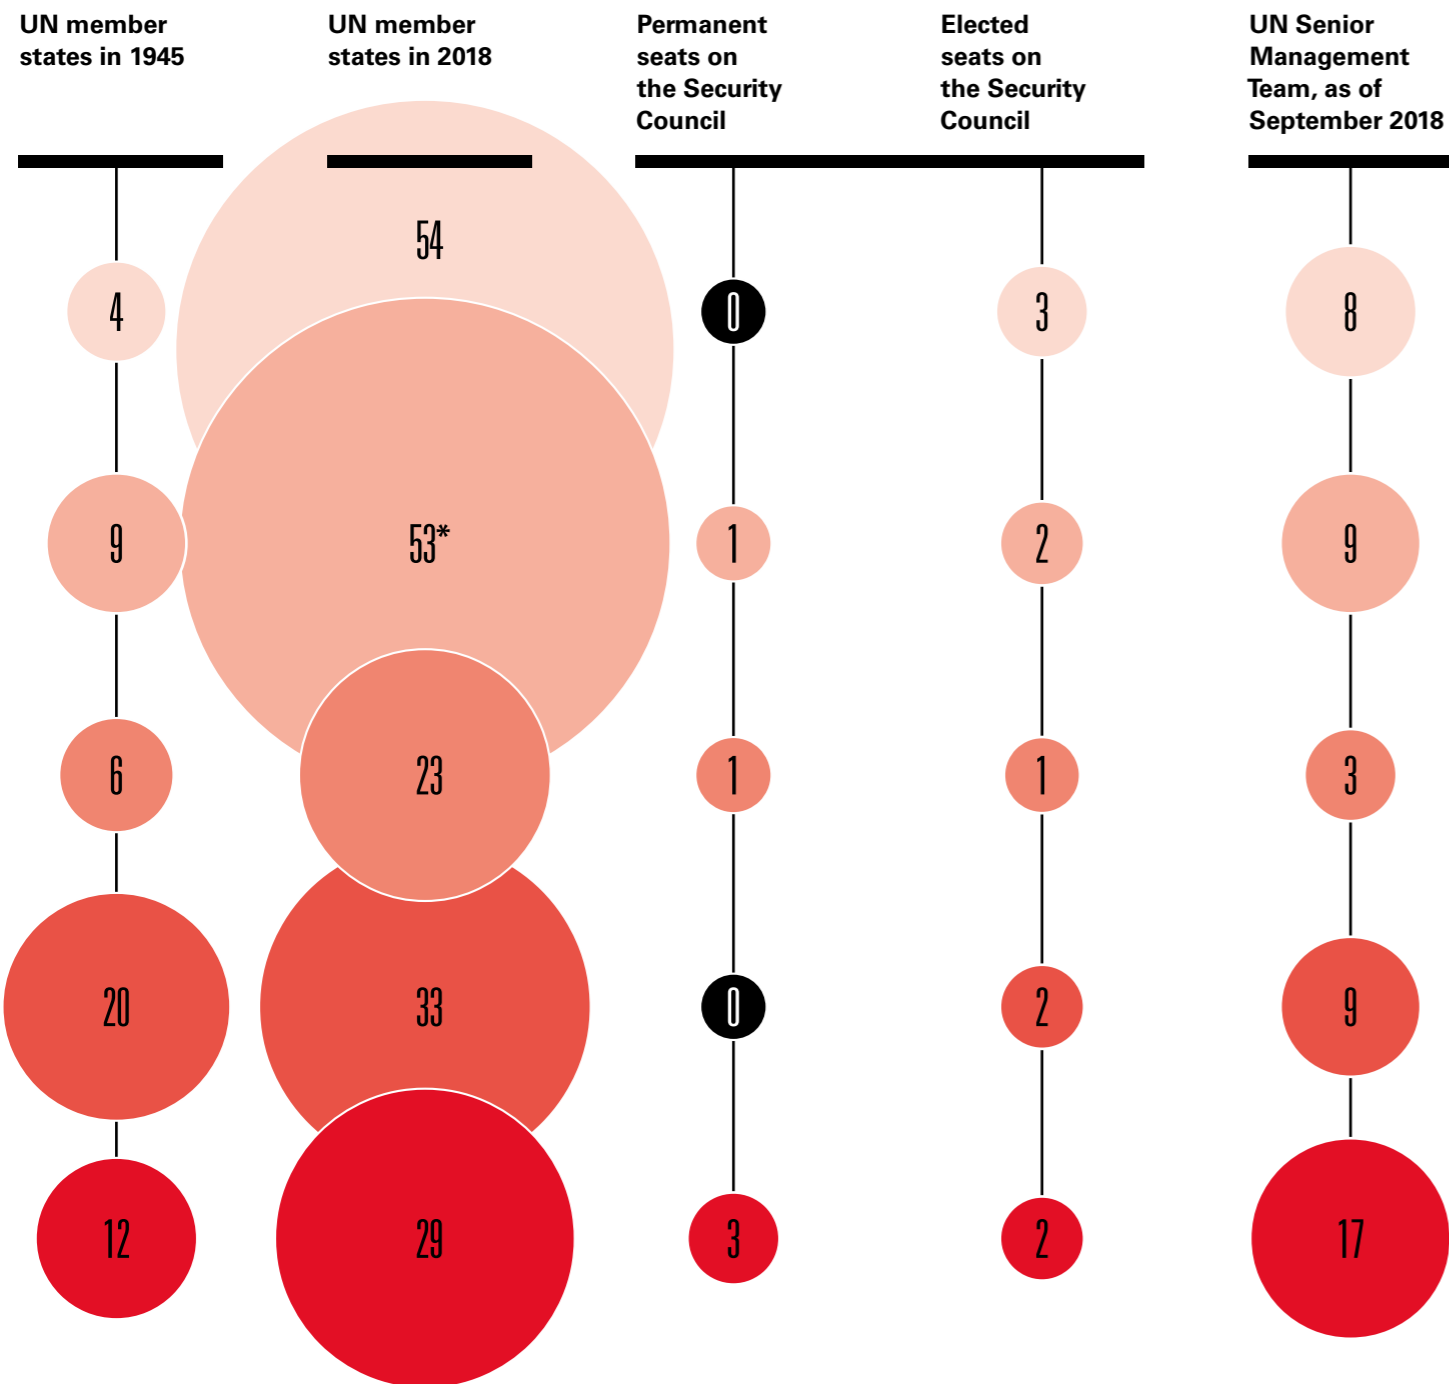 UN member
states in 1945
UN member
states in 2018
Permanent
seats on
the Security
Council
Elected
seats on
the Security
Council
UN Senior
Management
Team, as of
September 2018
4
54
0
3
8
9
53*
1
2
9
6
23
1
1
3
20
33
0
2
9
12
29
3
2
17